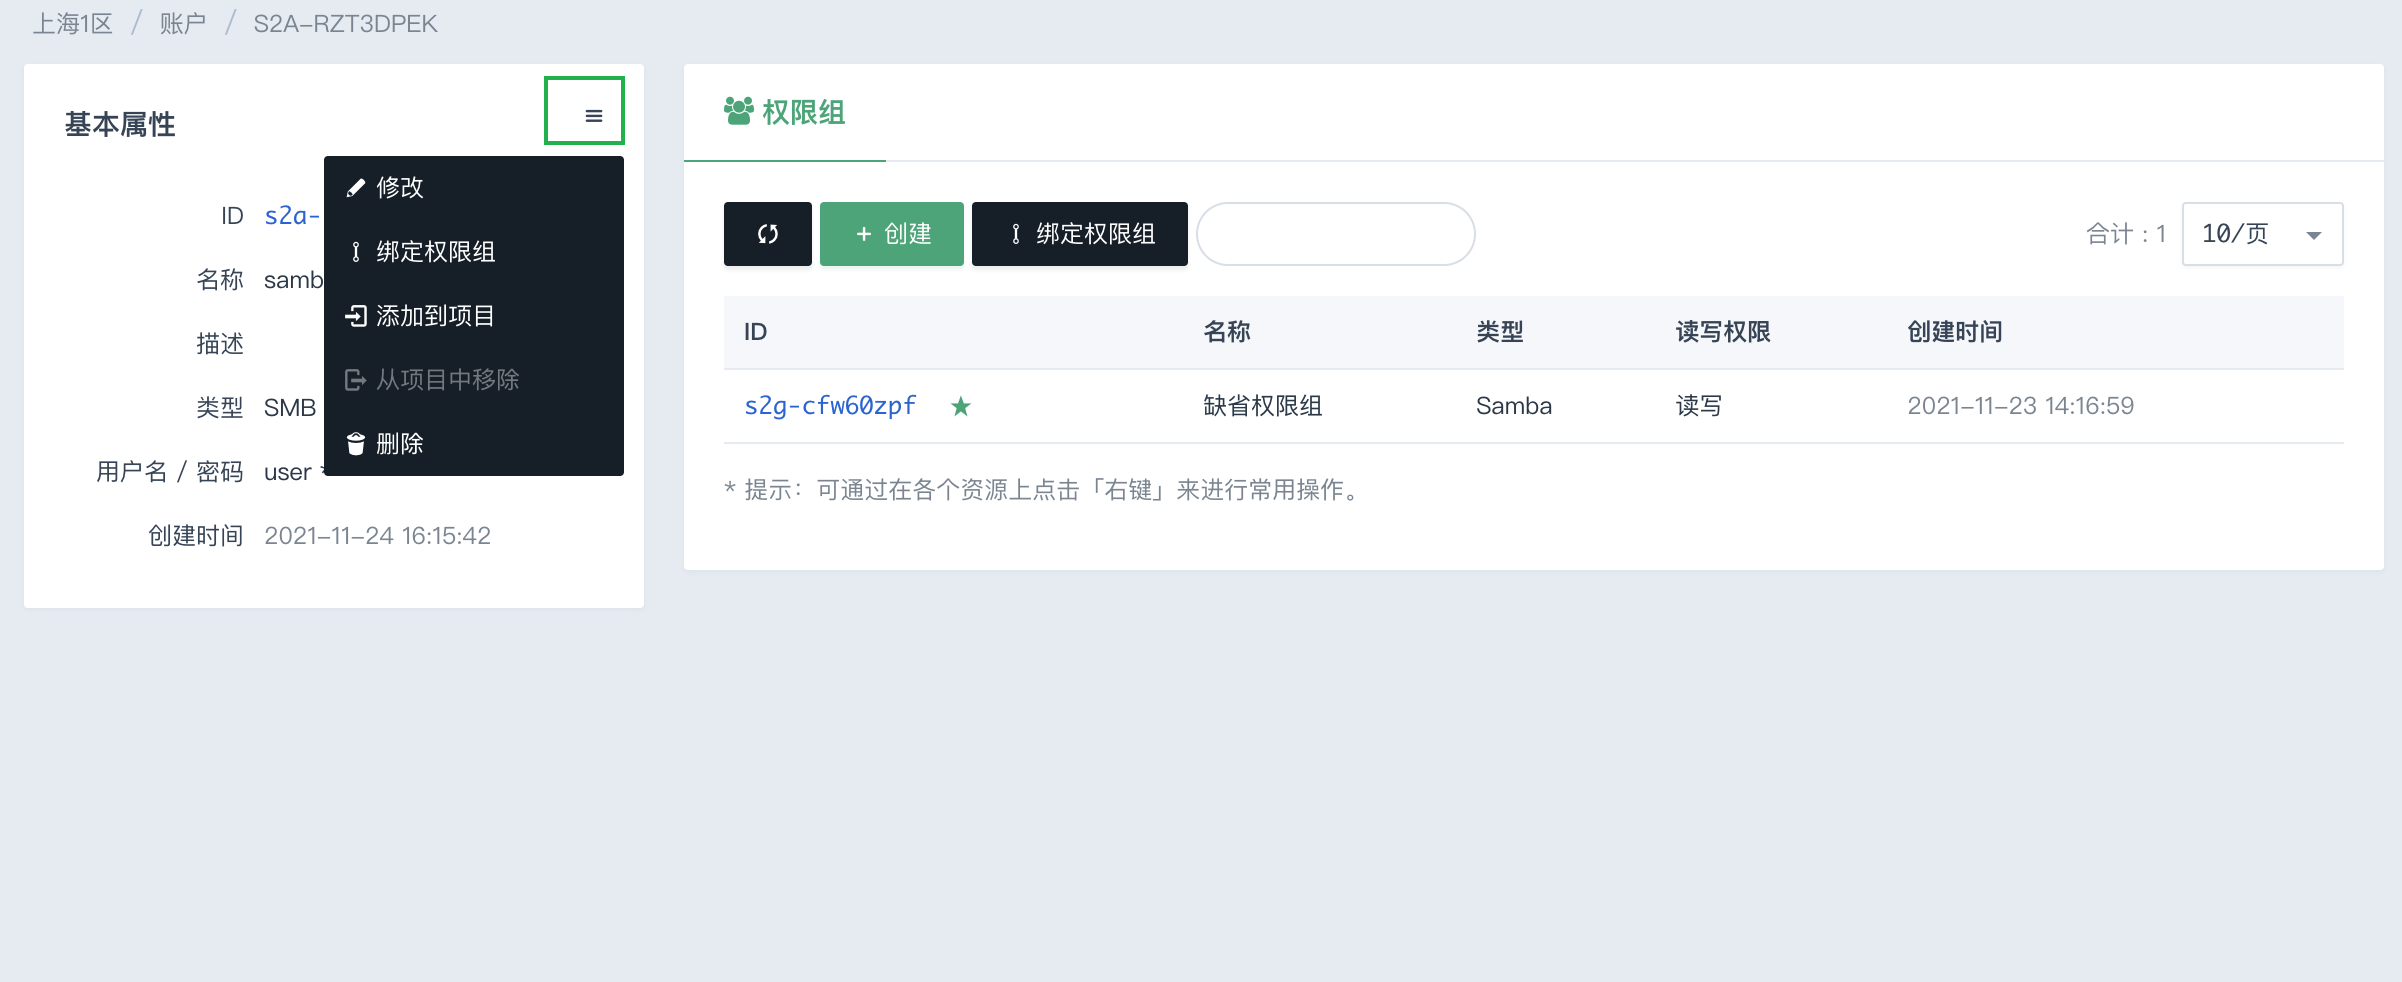 上海1区 / 账户 / S2A-RZT3DPEK
基本属性
修改
绑定权限组
添加到项目
从项目中移除
删除
ID s2a-
名称 samb
描述
类型 SMB
用户名 / 密码 user
创建时间 2021-11-24 16:15:42
权限组
+ 创建 绑定权限组 合计：1 10/页
ID 名称 类型 读写权限 创建时间
s2g-cfw60zpf ★ 缺省权限组 Samba 读写 2021-11-23 14:16:59
* 提示：可通过在各个资源上点击「右键」来进行常用操作。